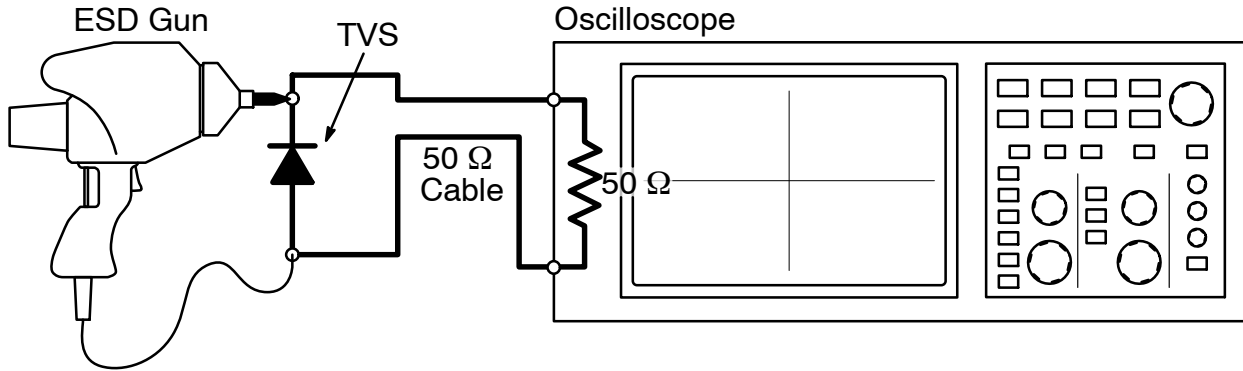 ESD Gun
TVS
Oscilloscope
50 Ω
Cable
50 Ω